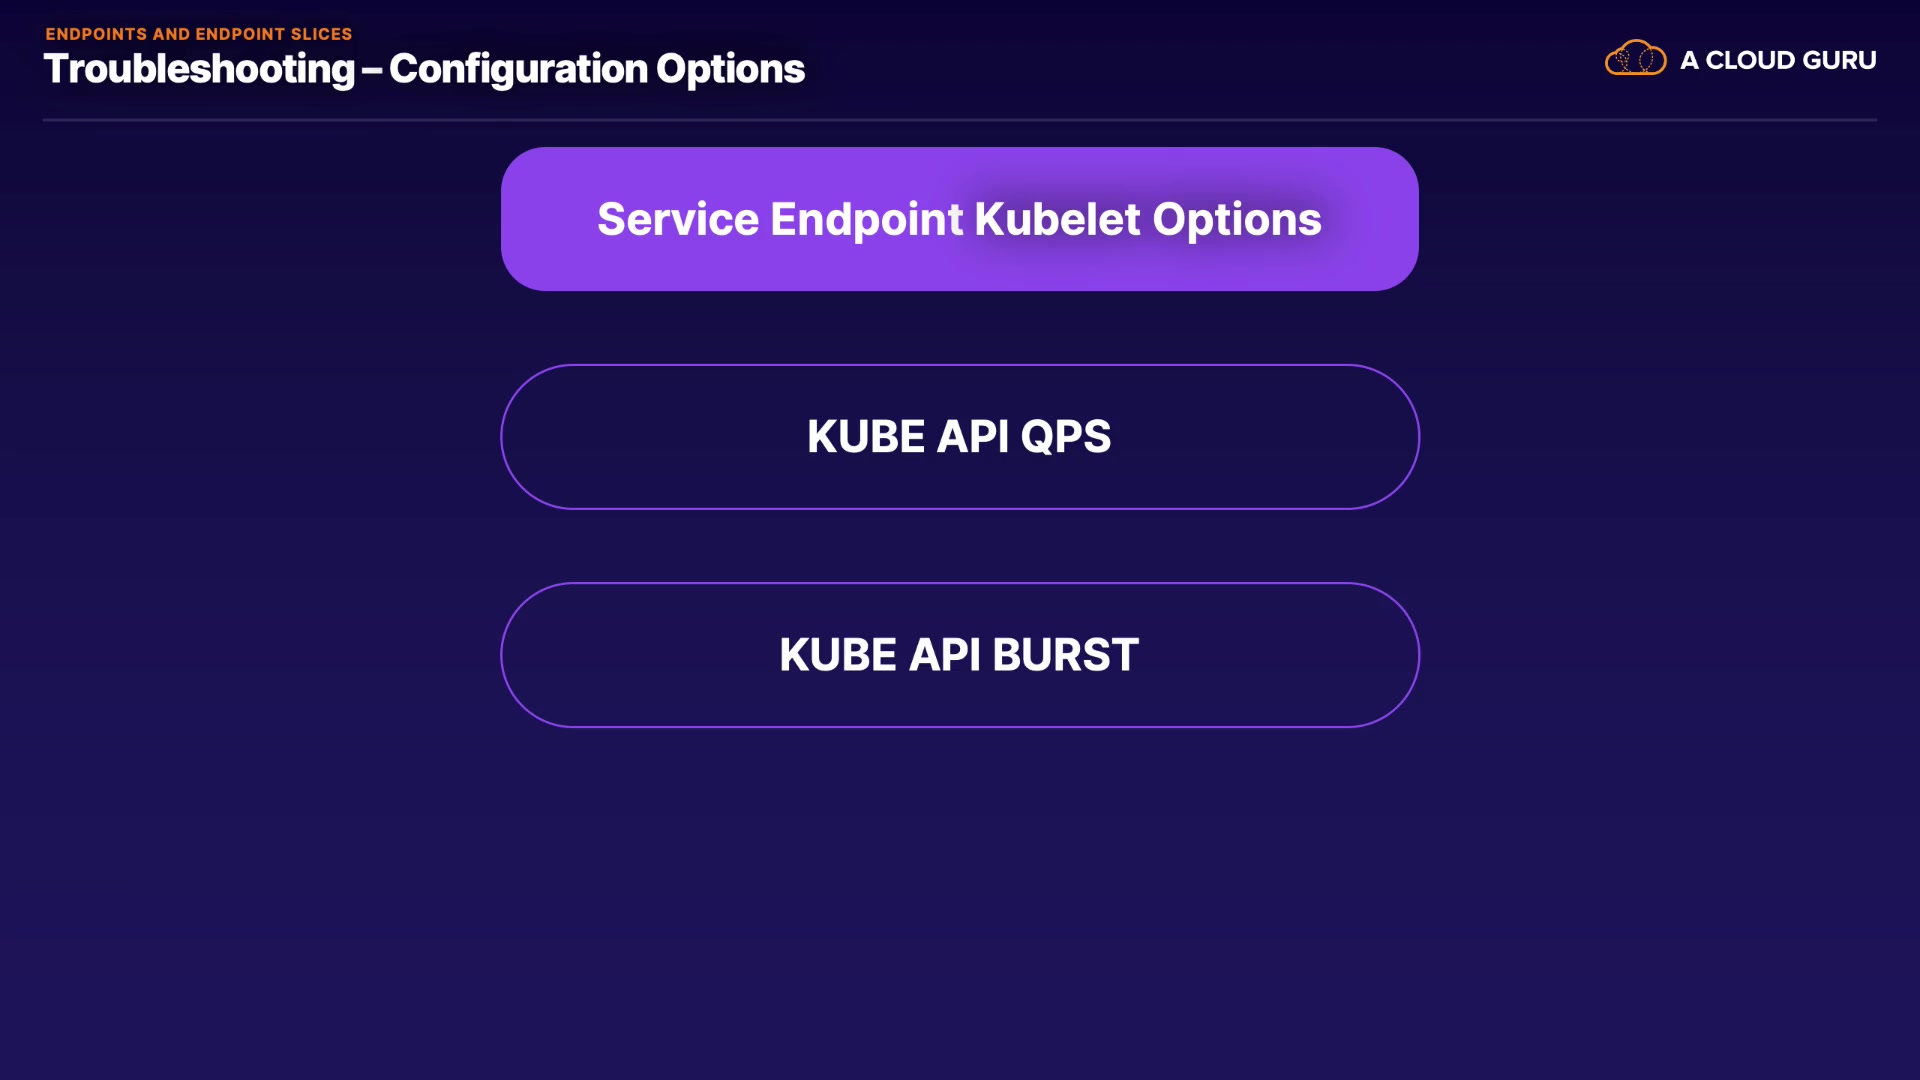 ENDPOINTS AND ENDPOINT SLICES
Troubleshooting – Configuration Options
A CLOUD GURU
Service Endpoint Kubelet Options
KUBE API QPS
KUBE API BURST